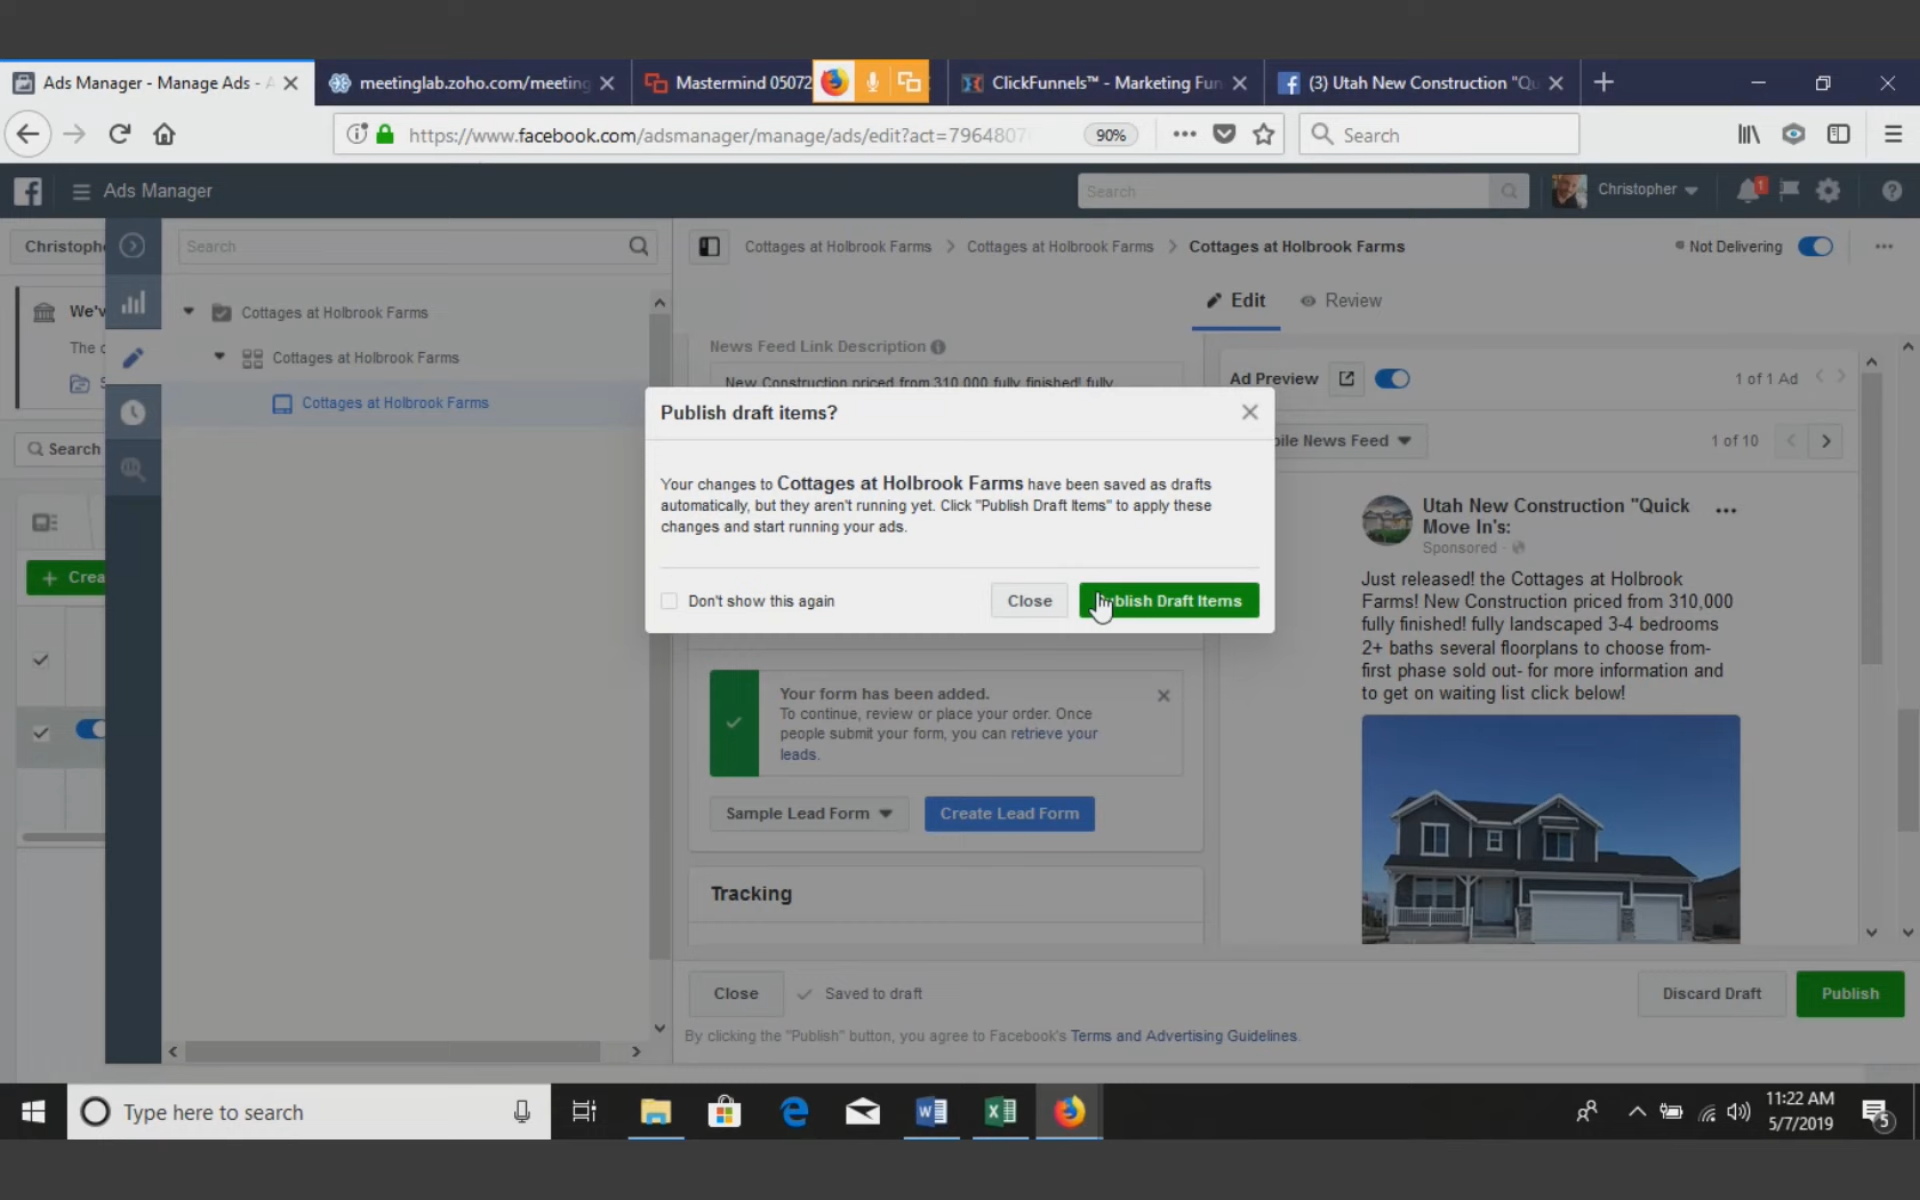 Ads Manager - Manage Ads - A
meetinglab.zoho.com/meeting
Mastermind 05072
ClickFunnels™ - Marketing Fun
(3) Utah New Construction "Qu
https://www.facebook.com/adsmanager/manage/ads/edit?act=7964807
90%
Search
Ads Manager
Search
Christopher
1
Christophe
Search
Cottages at Holbrook Farms
Cottages at Holbrook Farms
Cottages at Holbrook Farms
Not Delivering
We'v
The c
S
Search
+ Crea
Cottages at Holbrook Farms
Cottages at Holbrook Farms
Cottages at Holbrook Farms
Edit
Review
News Feed Link Description
New Construction priced from 310,000 fully finished! fully
Ad Preview
1 of 1 Ad
bile News Feed
1 of 10
Publish draft items?
Your changes to Cottages at Holbrook Farms have been saved as drafts
automatically, but they aren't running yet. Click "Publish Draft Items" to apply these
changes and start running your ads.
Don't show this again
Close
ublish Draft Items
Utah New Construction "Quick
Move In's:
Sponsored ·
Just released! the Cottages at Holbrook
Farms! New Construction priced from 310,000
fully finished! fully landscaped 3-4 bedrooms
2+ baths several floorplans to choose from-
first phase sold out- for more information and
to get on waiting list click below!
Your form has been added.
To continue, review or place your order. Once
people submit your form, you can retrieve your
leads.
Sample Lead Form
Create Lead Form
Tracking
Close
Saved to draft
Discard Draft
Publish
By clicking the "Publish" button, you agree to Facebook's Terms and Advertising Guidelines.
Type here to search
11:22 AM
5/7/2019
5